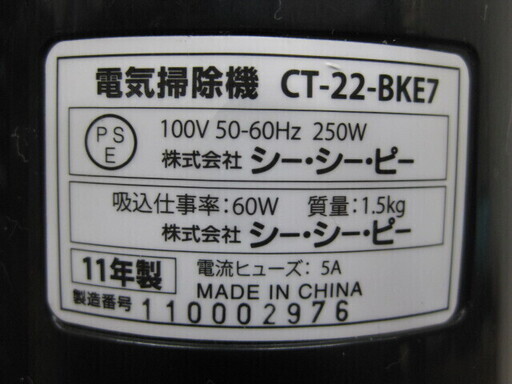 電気掃除機 CT-22-BKE7
PS
E
100V 50-60Hz 250W
株式会社 シー・シー・ピー
吸込仕事率:60W 質量:1.5kg
株式会社 シー・シー・ピー
11年製
電流ヒューズ:5A
MADE IN CHINA
製造番号 110002976